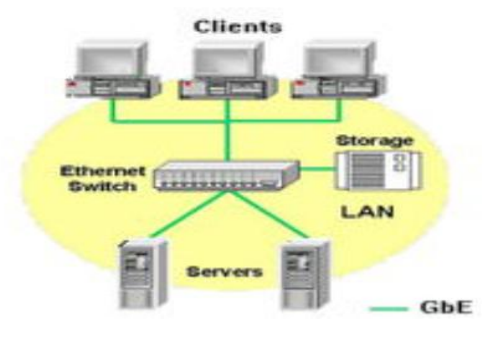 Clients
Storage
Ethernet
Switch
LAN
Servers
GbE